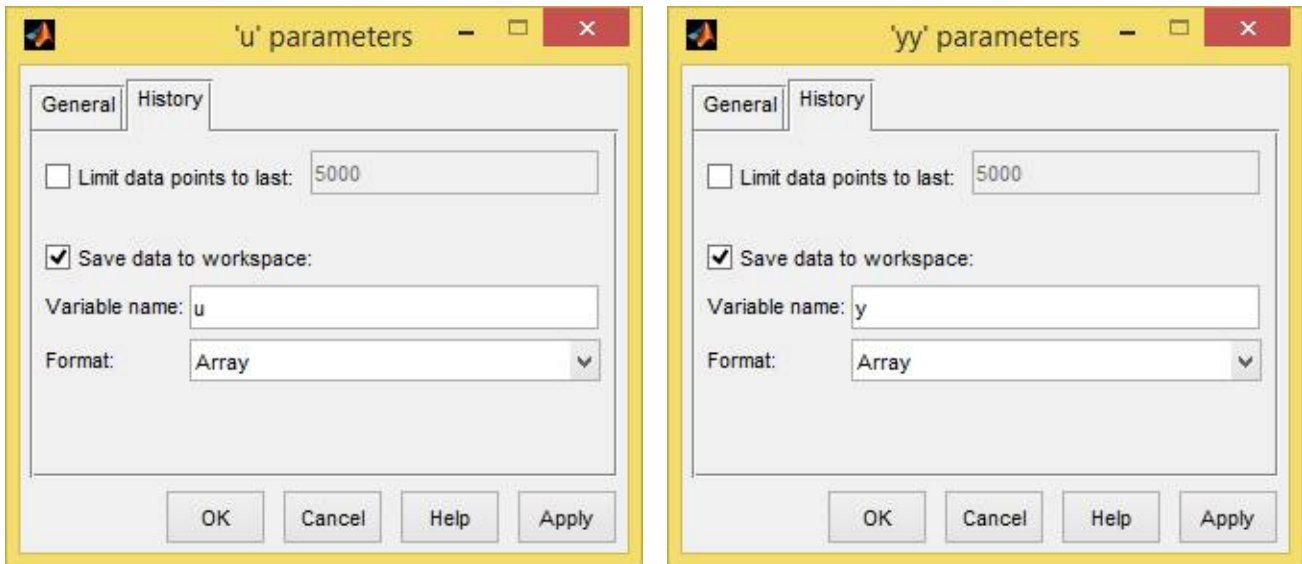 'u' parameters
General History
Limit data points to last: 5000
Save data to workspace:
Variable name: u
Format: Array
OK Cancel Help Apply
'yy' parameters
General History
Limit data points to last: 5000
Save data to workspace:
Variable name: y
Format: Array
OK Cancel Help Apply